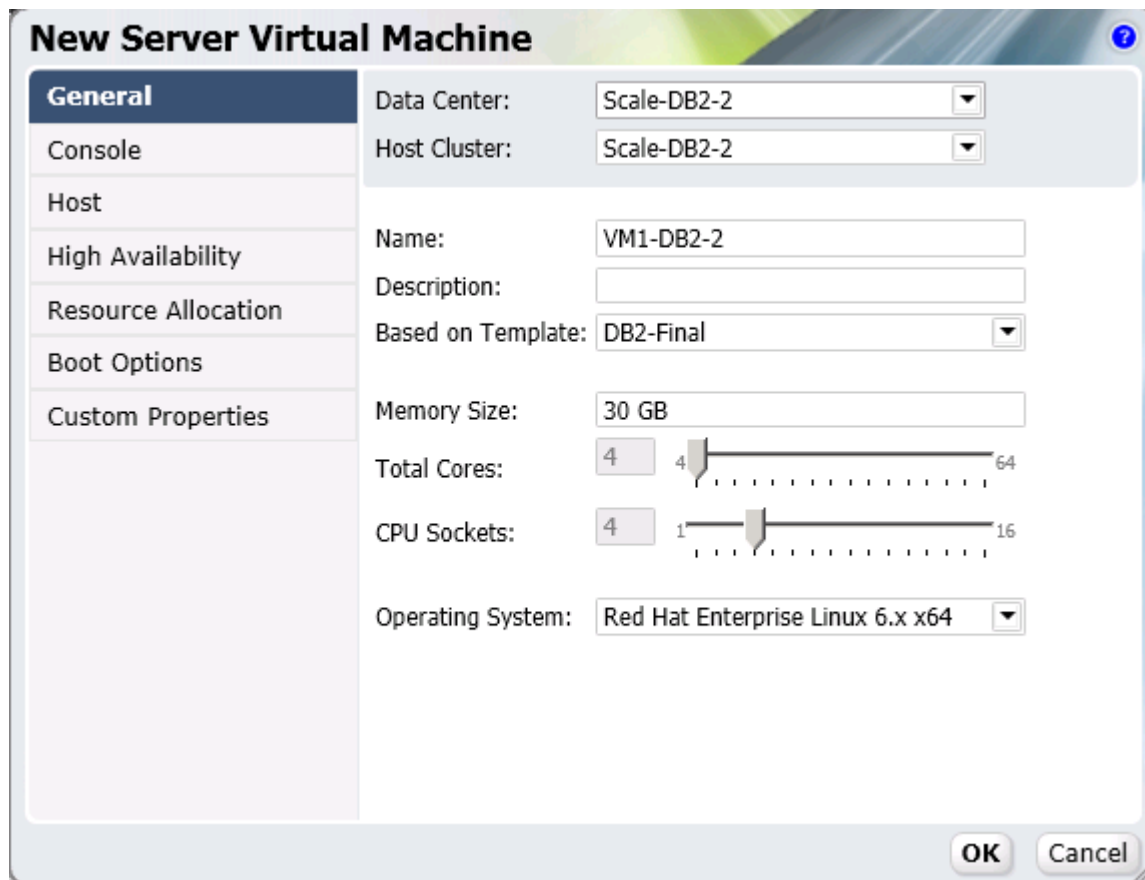 New Server Virtual Machine
?
General
Console
Host
High Availability
Resource Allocation
Boot Options
Custom Properties
Data Center: Scale-DB2-2
Host Cluster: Scale-DB2-2
Name: VM1-DB2-2
Description:
Based on Template: DB2-Final
Memory Size: 30 GB
Total Cores: 4 4 64
CPU Sockets: 4 1 16
Operating System: Red Hat Enterprise Linux 6.x x64
OK Cancel